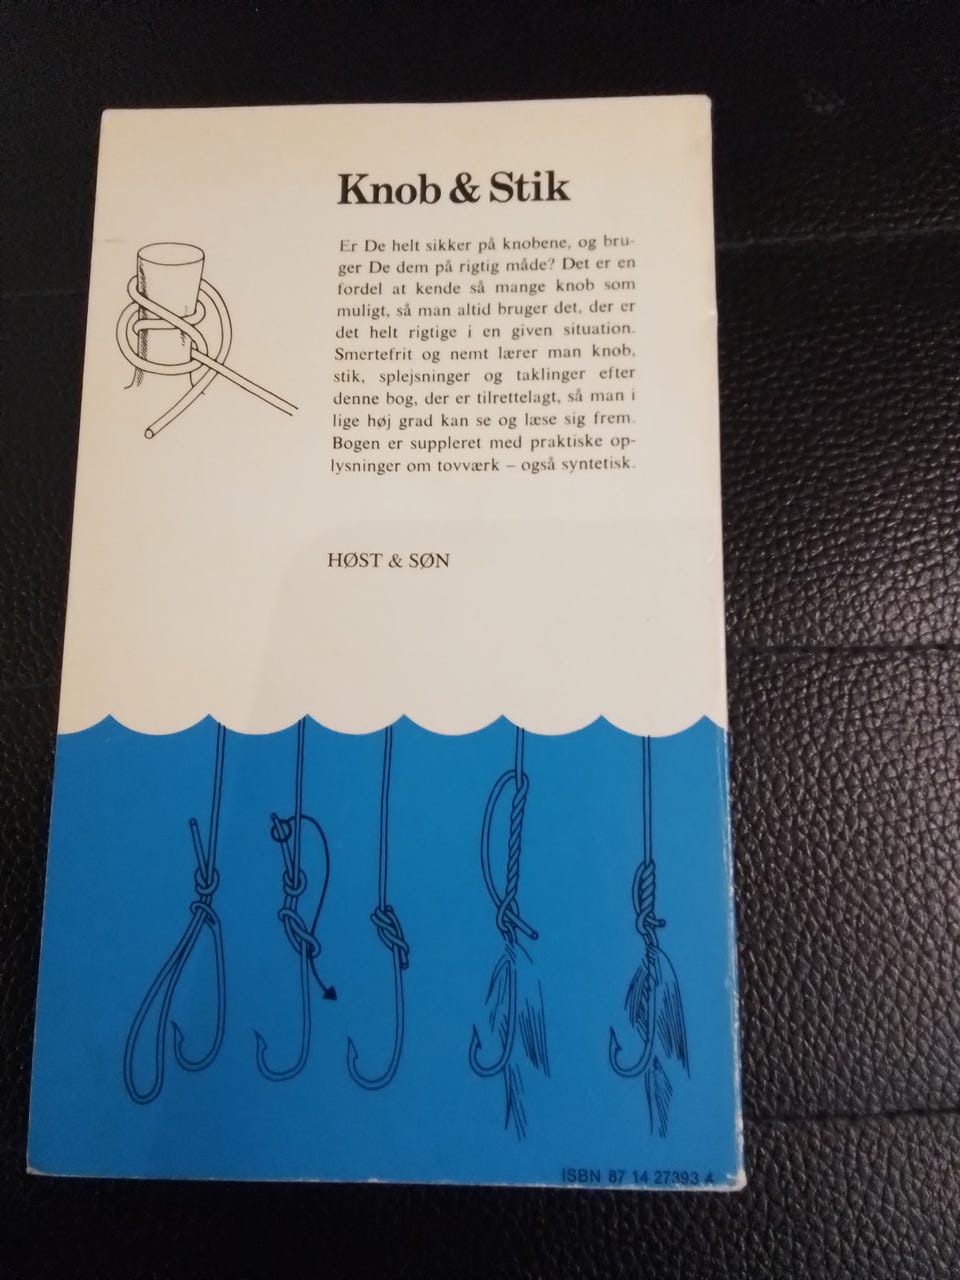 Knob & Stik
Er De helt sikker på knobene, og bru-
ger De dem på rigtig måde? Det er en
fordel at kende så mange knob som
muligt, så man altid bruger det, der er
det helt rigtige i en given situation.
Smertefrit og nemt lærer man knob,
stik, splejsninger og taklinger efter
denne bog, der er tilrettelagt, så man i
lige høj grad kan se og læse sig frem.
Bogen er suppleret med praktiske op-
lysninger om tovværk – også syntetisk.
HØST & SØN
ISBN 87 14 27393 4